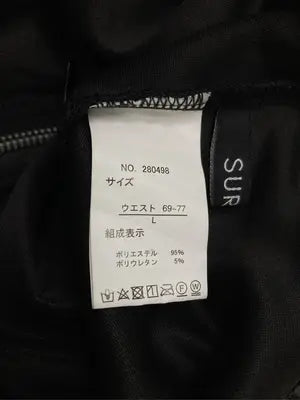 NO. 280498
サイズ
ウエスト 69~77
L
組成表示
ポリエステル 95%
ポリウレタン 5%
F W
SUR